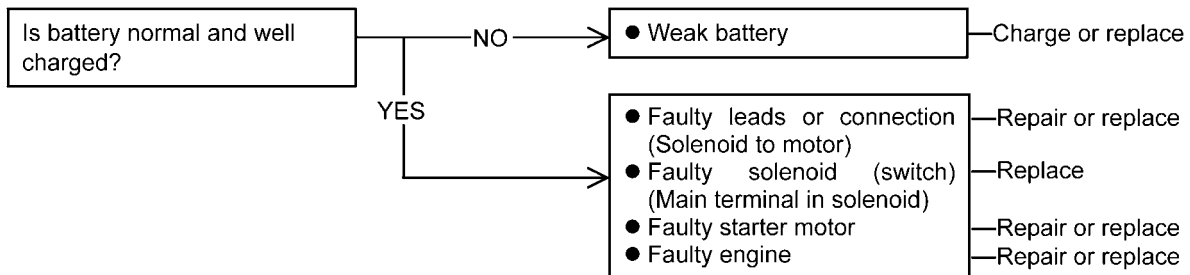 Is battery normal and well
charged?
NO
● Weak battery
Charge or replace
YES
● Faulty leads or connection
(Solenoid to motor)
Repair or replace
● Faulty solenoid (switch)
(Main terminal in solenoid)
Replace
● Faulty starter motor
Repair or replace
● Faulty engine
Repair or replace